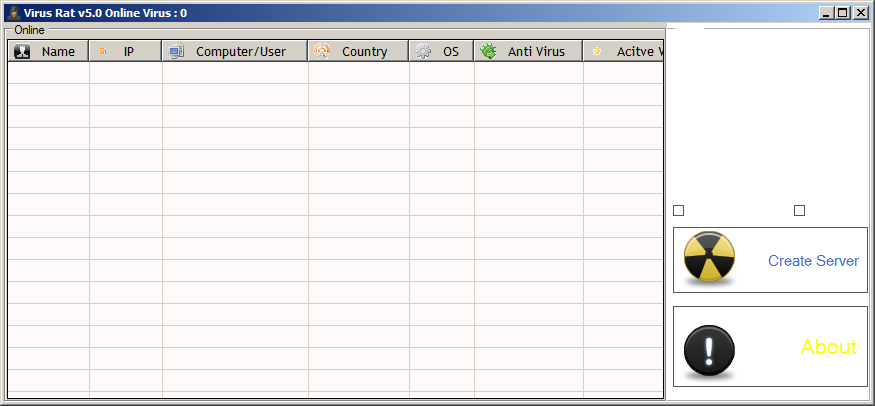 Virus Rat v5.0 Online Virus : 0
Online
Name IP Computer/User Country OS Anti Virus Acitve W
Create Server
About